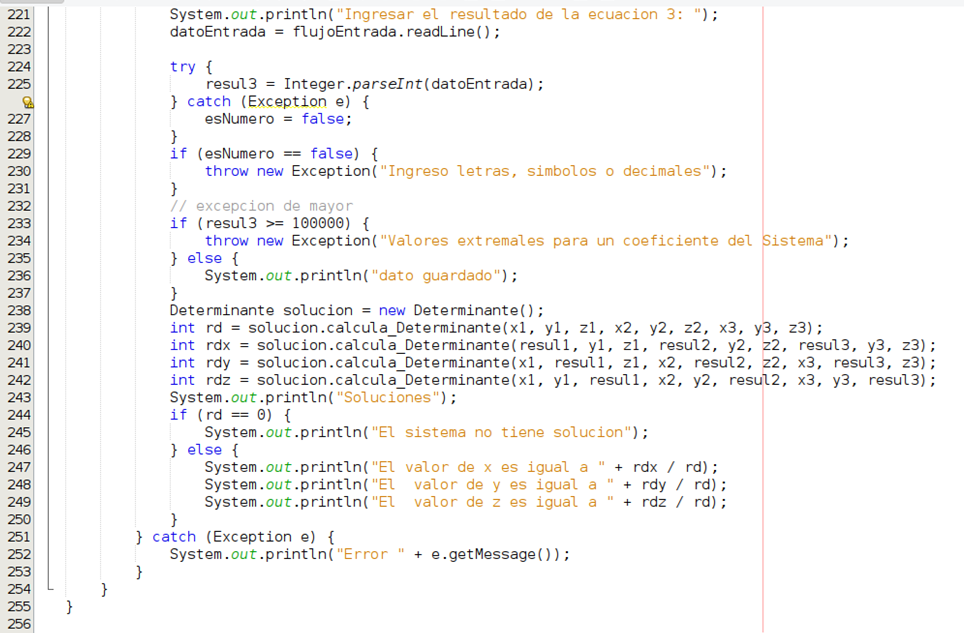 221 System.out.println("Ingresar el resultado de la ecuacion 3: ");
222 datoEntrada = flujoEntrada.readLine();
223
224 try {
225 resul3 = Integer.parseInt(datoEntrada);
} catch (Exception e) {
227 esNumero = false;
228 }
229 if (esNumero == false) {
230 throw new Exception("Ingreso letras, simbolos o decimales");
231 }
232 // excepcion de mayor
233 if (resul3 >= 100000) {
234 throw new Exception("Valores extremales para un coeficiente del Sistema");
235 } else {
236 System.out.println("dato guardado");
237 }
238 Determinante solucion = new Determinante();
239 int rd = solucion.calcula_Determinante(x1, y1, z1, x2, y2, z2, x3, y3, z3);
240 int rdx = solucion.calcula_Determinante(resul1, y1, z1, resul2, y2, z2, resul3, y3, z3);
241 int rdy = solucion.calcula_Determinante(x1, resul1, z1, x2, resul2, z2, x3, resul3, z3);
242 int rdz = solucion.calcula_Determinante(x1, y1, resul1, x2, y2, resul2, x3, y3, resul3);
243 System.out.println("Soluciones");
244 if (rd == 0) {
245 System.out.println("El sistema no tiene solucion");
246 } else {
247 System.out.println("El valor de x es igual a " + rdx / rd);
248 System.out.println("El  valor de y es igual a " + rdy / rd);
249 System.out.println("El  valor de z es igual a " + rdz / rd);
250 }
251 } catch (Exception e) {
252 System.out.println("Error " + e.getMessage());
253 }
254 }
255 }
256